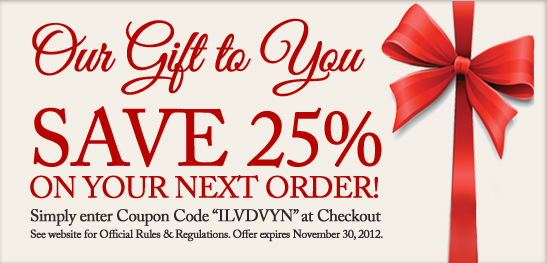 Our Gift to You
SAVE 25%
ON YOUR NEXT ORDER!
Simply enter Coupon Code “ILVDVYN” at Checkout
See website for Official Rules & Regulations. Offer expires November 30, 2012.